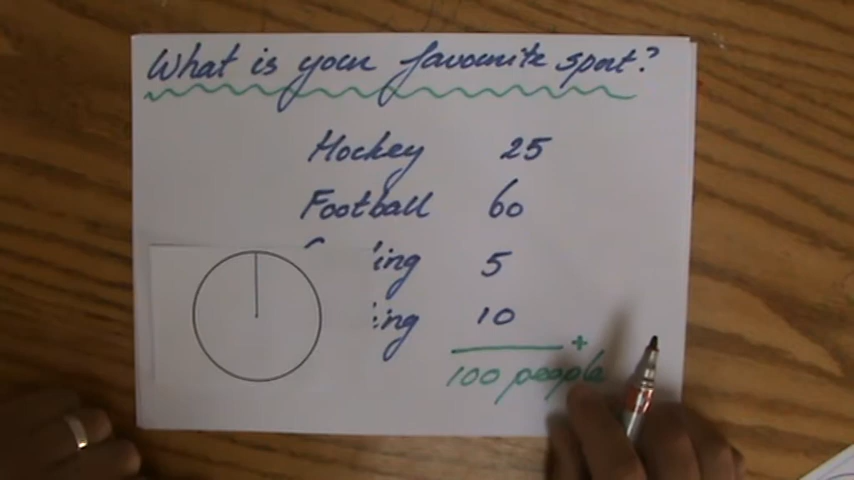 What is your favourite sport?
Hockey 25
Football 60
ing 5
ing 10
+
100 people